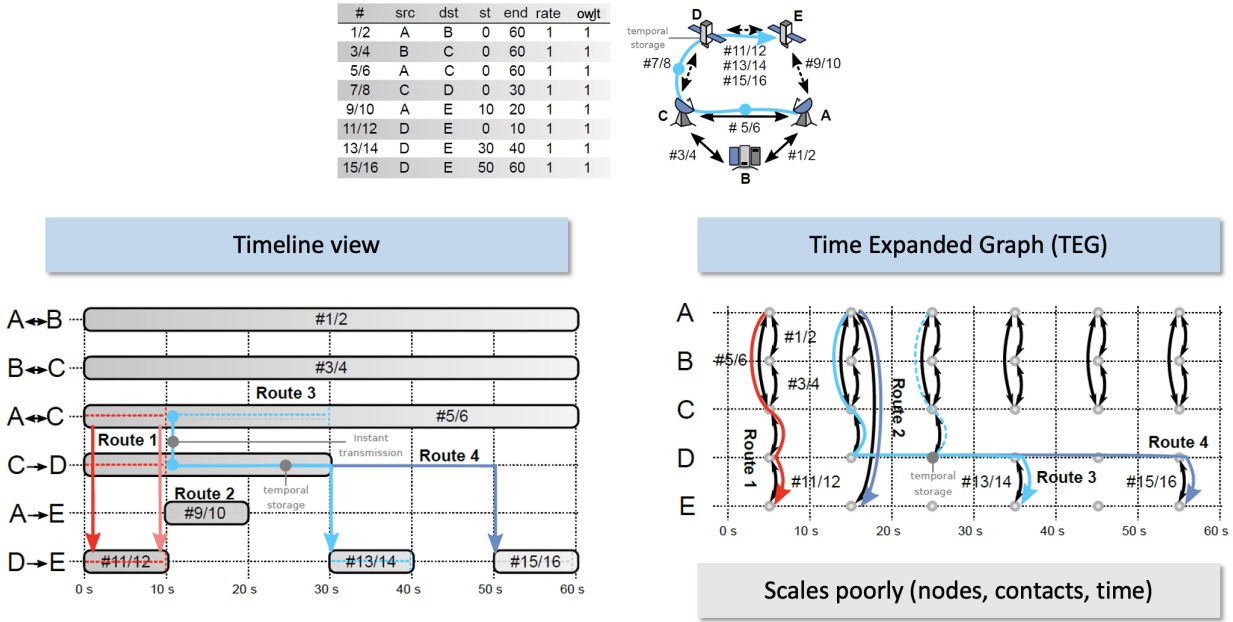 # src dst st end rate owlt
1/2 A B 0 60 1 1
3/4 B C 0 60 1 1
5/6 A C 0 60 1 1
7/8 C D 0 30 1 1
9/10 A E 10 20 1 1
11/12 D E 0 10 1 1
13/14 D E 30 40 1 1
15/16 D E 50 60 1 1
D
E
temporal
storage
#7/8
#11/12
#13/14
#15/16
#9/10
C
A
# 5/6
#3/4
#1/2
B
Timeline view
A↔B
#1/2
B↔C
#3/4
Route 3
A↔C
#5/6
Route 1
Instant
transmission
Route 4
C→D
temporal
storage
Route 2
A→E
#9/10
D→E
#11/12
#13/14
#15/16
0 s 10 s 20 s 30 s 40 s 50 s 60 s
Time Expanded Graph (TEG)
A
#1/2
B
#5/6
#3/4
C
Route 2
Route 1
Route 4
D
temporal
storage
Route 3
#11/12
#13/14
#15/16
E
0 s 10 s 20 s 30 s 40 s 50 s 60 s
Scales poorly (nodes, contacts, time)